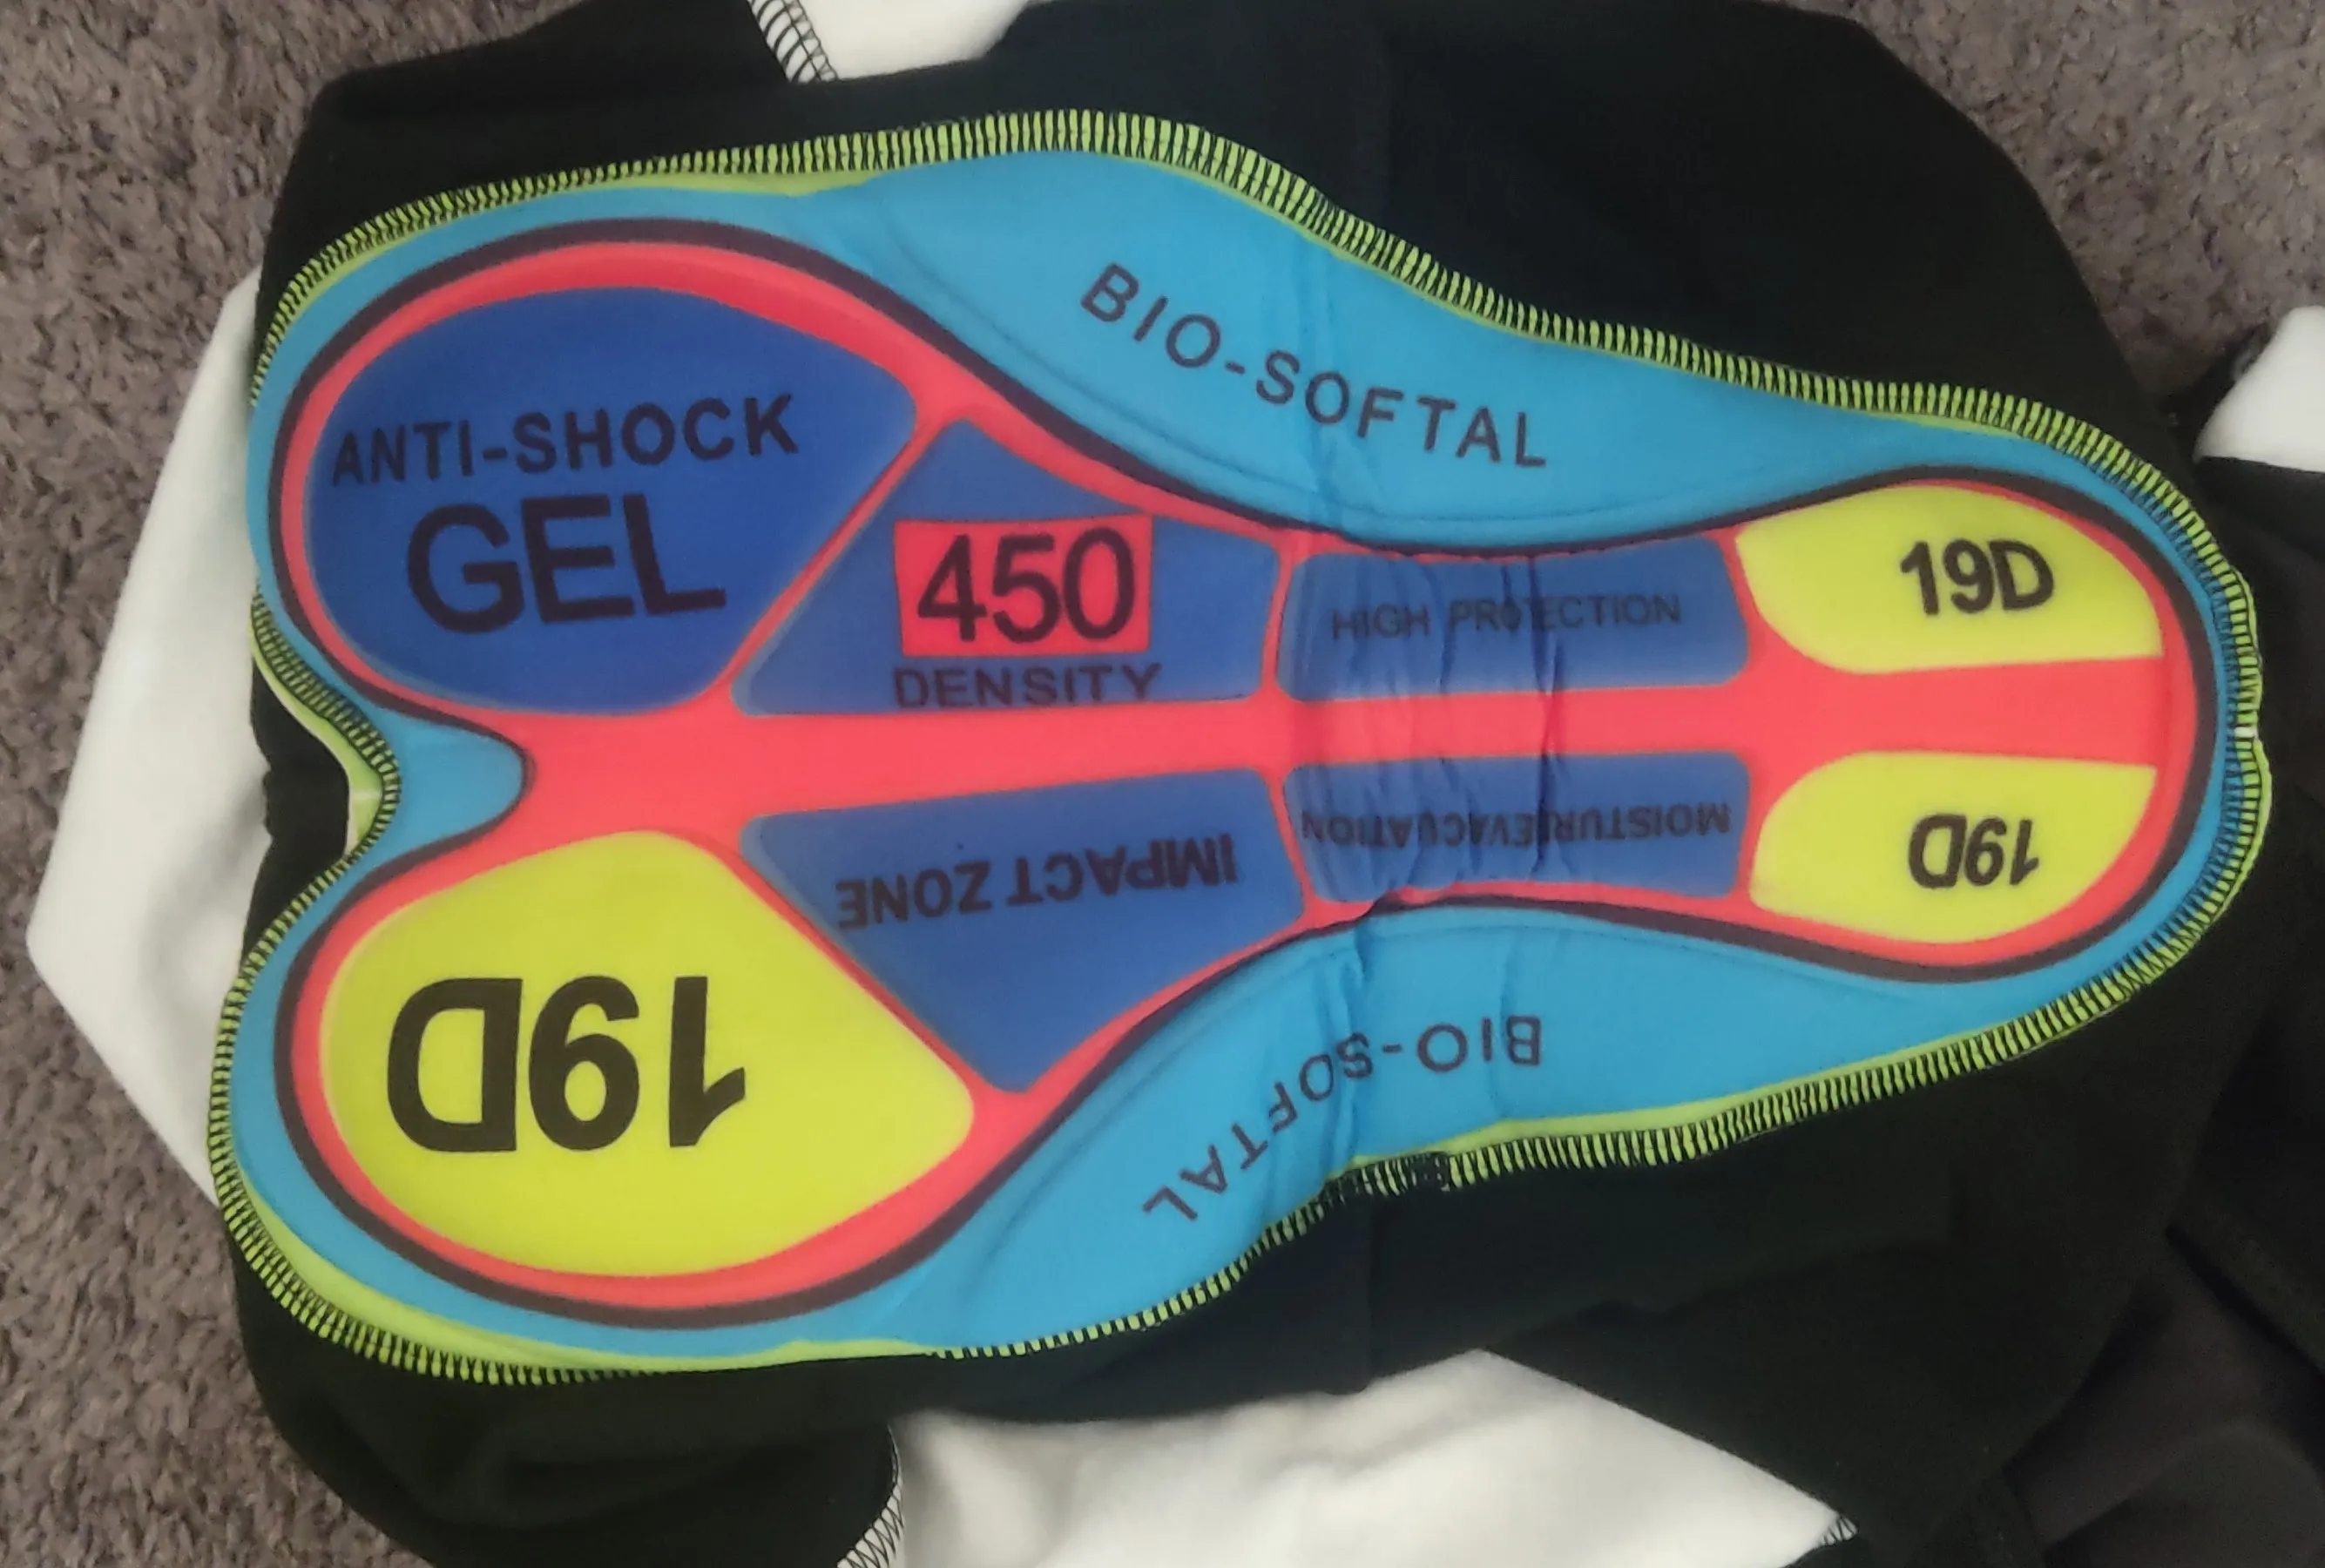 BIO-SOFTAL
ANTI-SHOCK
GEL
450
DENSITY
HIGH PROTECTION
19D
IMPACT ZONE
MOISTUREVACUATION
19D
19D
BIO-SOFTAL